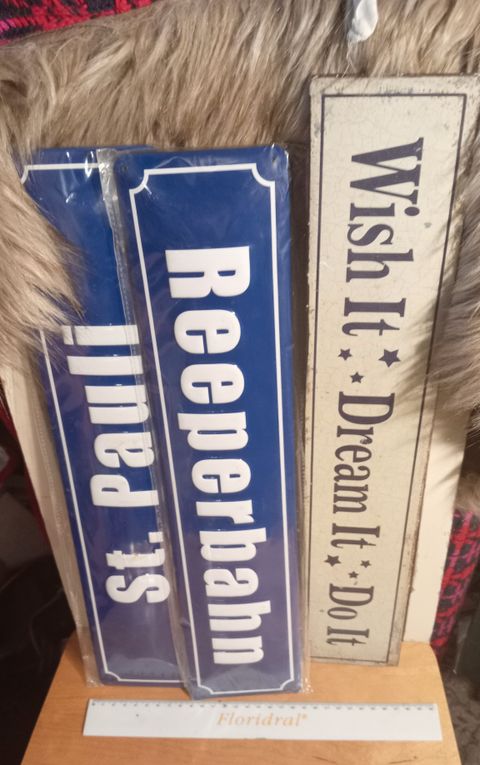 St. Pauli
Reeperbahn
Wish It Dream It Do It
Floridral®